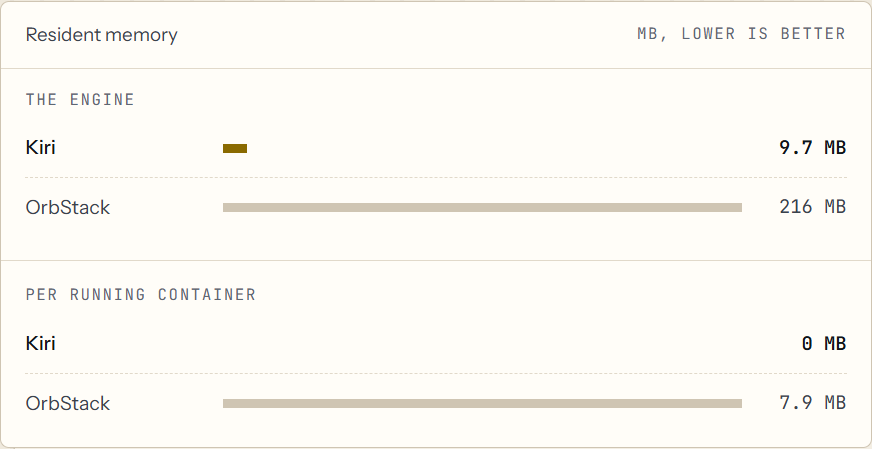 Resident memory
MB, LOWER IS BETTER
THE ENGINE
Kiri 9.7 MB
OrbStack 216 MB
PER RUNNING CONTAINER
Kiri 0 MB
OrbStack 7.9 MB